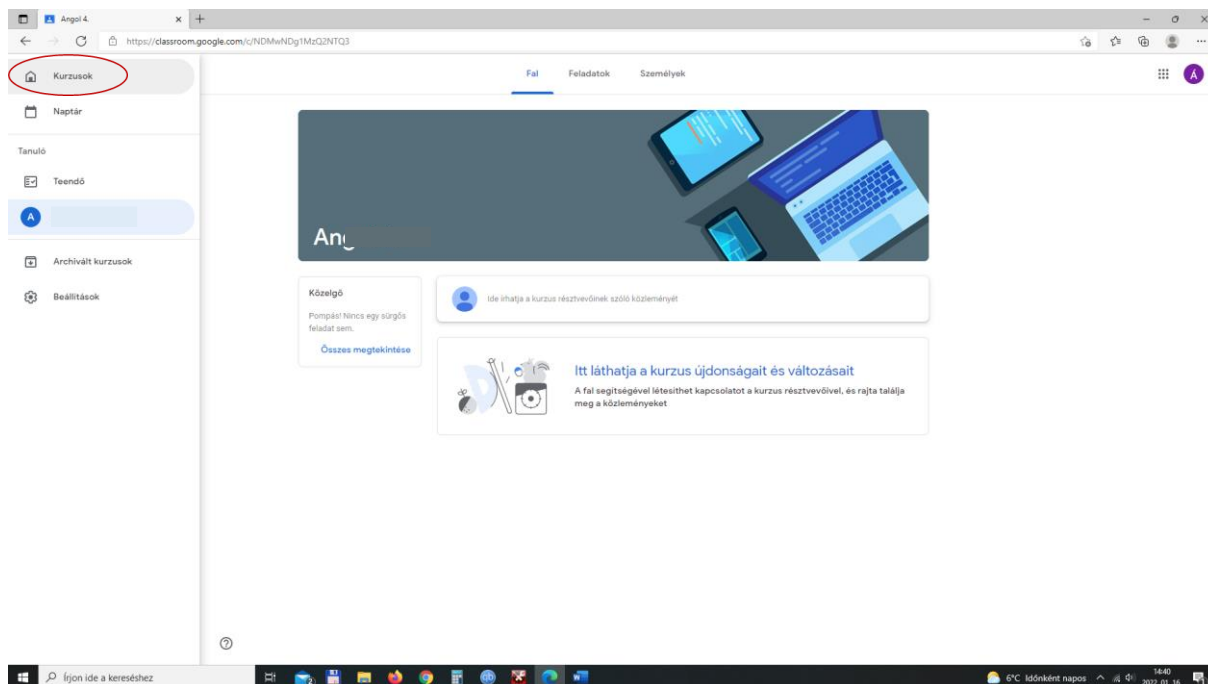 Angol 4.
https://classroom.google.com/c/NDMwNDg1MzQ2NTQ3
Kurzusok
Fal Feladatok Személyek
Á
Naptár
Tanuló
Teendő
A
Archivált kurzusok
Beállítások
Közelgő
Pompás! Nincs egy sürgős
feladat sem.
Összes megtekintése
Ide írhatja a kurzus résztvevőinek szóló közleményét
Itt láthatja a kurzus újdonságait és változásait
A fal segítségével létesíthet kapcsolatot a kurzus résztvevőivel, és rajta találja
meg a közleményeket
Írjon ide a kereséshez
6°C Időnként napos
14:40
2022. 01. 16.